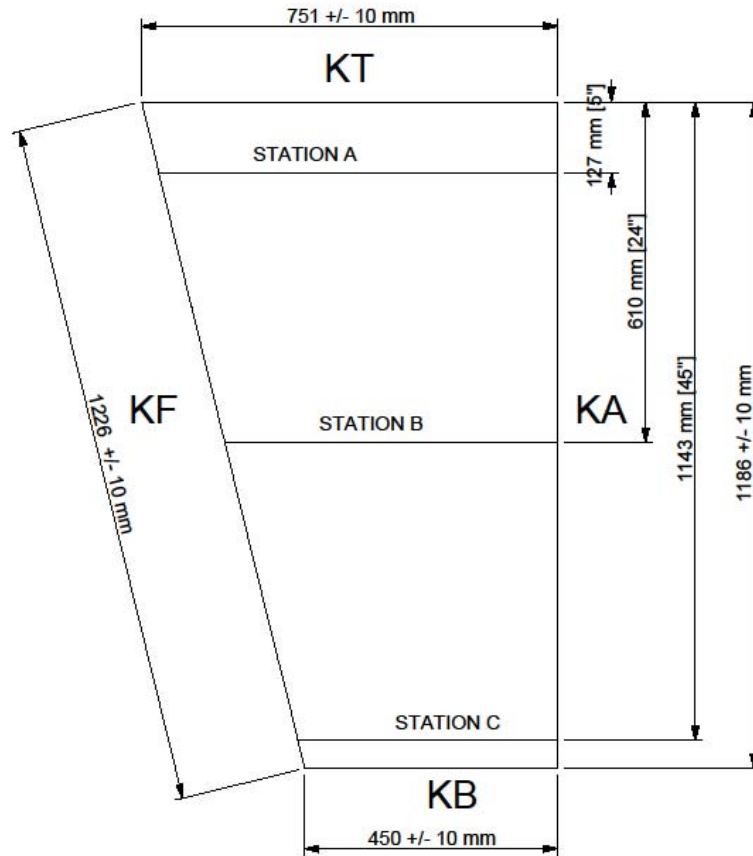 751 +/- 10 mm
KT
127 mm [5"]
STATION A
610 mm [24"]
1143 mm [45"]
1186 +/- 10 mm
1226 +/- 10 mm
KF
STATION B
KA
STATION C
KB
450 +/- 10 mm